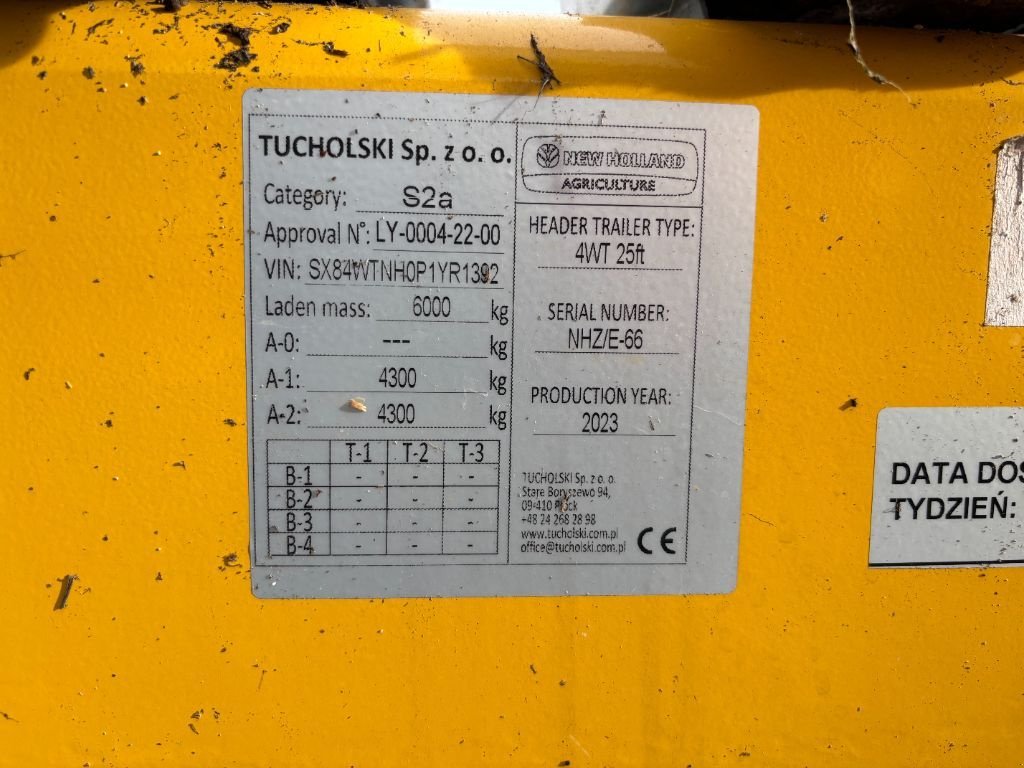 TUCHOLSKI Sp. z o. o.
Category: S2a
Approval N°: LY-0004-22-00
VIN: SX84WTNH0P1YR1392
Laden mass: 6000 kg
A-0: --- kg
A-1: 4300 kg
A-2: 4300 kg
T-1 T-2 T-3
B-1 - - -
B-2 - - -
B-3 - - -
B-4 - - -
NEW HOLLAND
AGRICULTURE
HEADER TRAILER TYPE:
4WT 25ft
SERIAL NUMBER:
NHZ/E-66
PRODUCTION YEAR:
2023
TUCHOLSKI Sp. z o. o.
Stare Boryszewo 94,
09-410 Płock
+48 24 268 28 98
www.tucholski.com.pl
office@tucholski.com.pl
CE
DATA DOS
TYDZIEŃ: